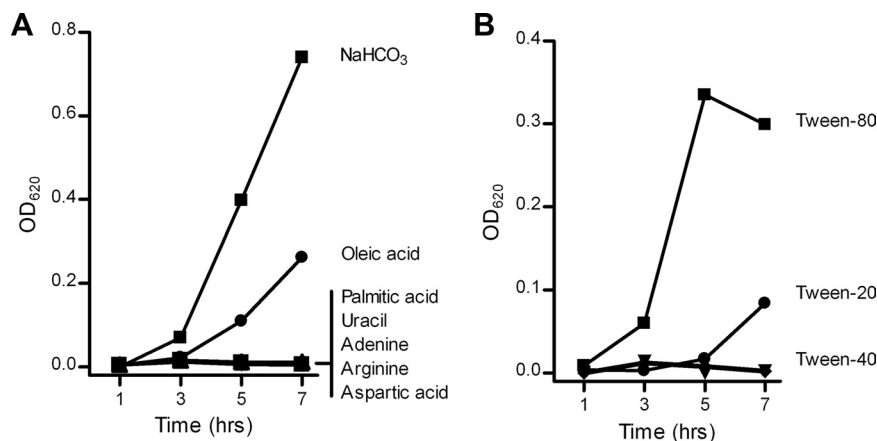 A
0.8
0.6
0.4
0.2
0.0
OD620
1 3 5 7
Time (hrs)
NaHCO3
Oleic acid
Palmitic acid
Uracil
Adenine
Arginine
Aspartic acid
B
0.4
0.3
0.2
0.1
0.0
OD620
1 3 5 7
Time (hrs)
Tween-80
Tween-20
Tween-40